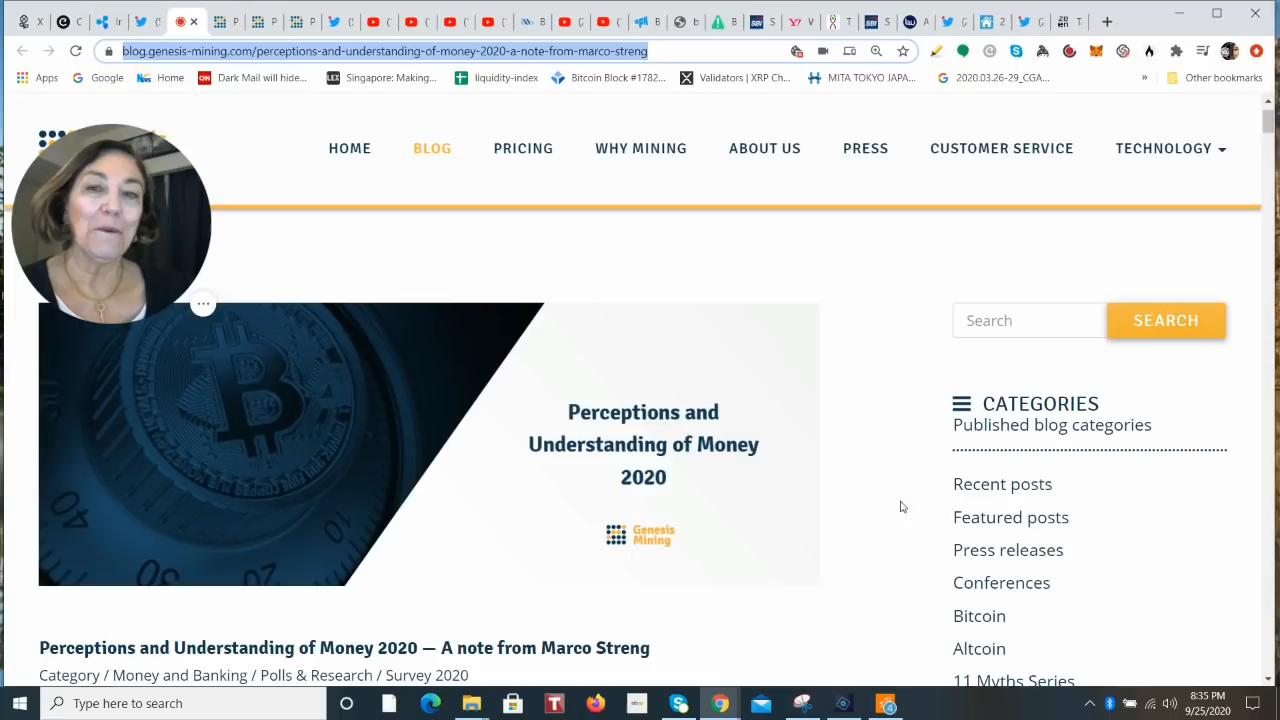 blog.genesis-mining.com/perceptions-and-understanding-of-money-2020-a-note-from-marco-streng
Apps
Google
Home
Dark Mail will hide...
Singapore: Making...
liquidity-index
Bitcoin Block #1782...
Validators | XRP Ch...
MITA TOKYO JAPA...
2020.03.26-29_CGA...
»
Other bookmarks
HOME
BLOG
PRICING
WHY MINING
ABOUT US
PRESS
CUSTOMER SERVICE
TECHNOLOGY
Perceptions and
Understanding of Money
2020
Genesis
Mining
Search
SEARCH
CATEGORIES
Published blog categories
Recent posts
Featured posts
Press releases
Conferences
Bitcoin
Altcoin
11 Myths Series
Perceptions and Understanding of Money 2020 — A note from Marco Streng
Category / Money and Banking / Polls & Research / Survey 2020
Type here to search
8:35 PM
9/25/2020